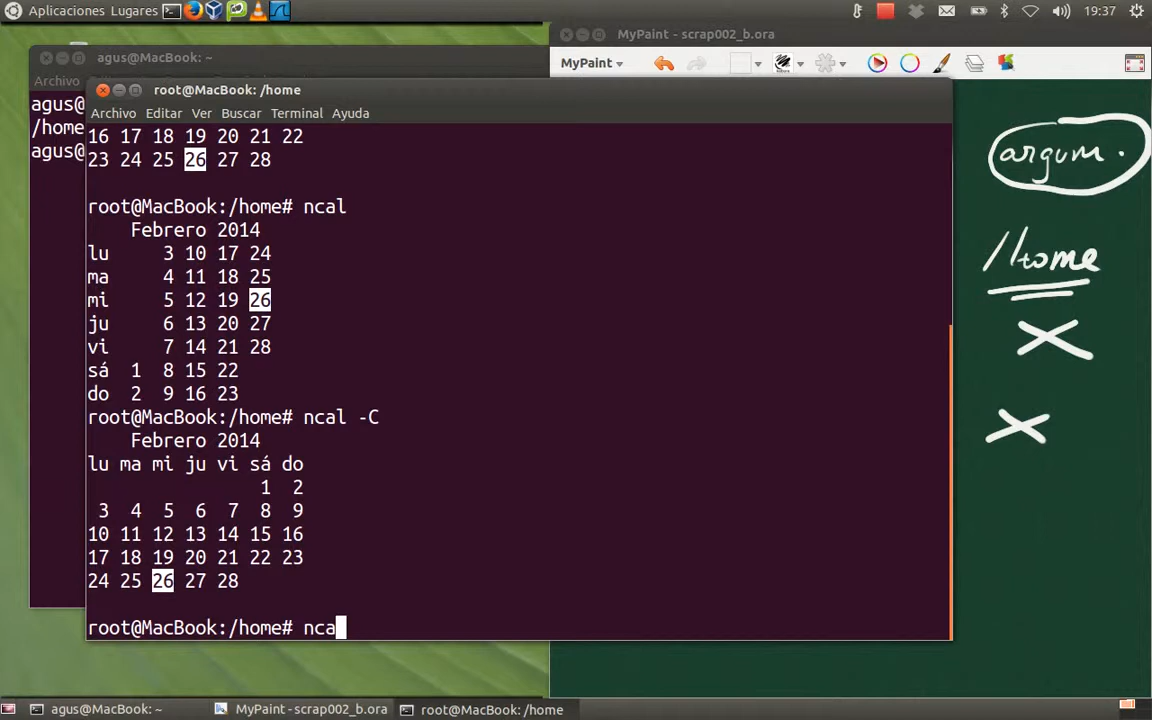 Aplicaciones Lugares
19:37
MyPaint - scrap002_b.ora
agus@MacBook: ~
MyPaint
Archivo
root@MacBook: /home
Archivo Editar Ver Buscar Terminal Ayuda
agus@
/home
agus@
16 17 18 19 20 21 22
23 24 25 26 27 28
root@MacBook:/home# ncal
Febrero 2014
lu 3 10 17 24
ma 4 11 18 25
mi 5 12 19 26
ju 6 13 20 27
vi 7 14 21 28
sá 1 8 15 22
do 2 9 16 23
root@MacBook:/home# ncal -C
Febrero 2014
lu ma mi ju vi sá do
1 2
3 4 5 6 7 8 9
10 11 12 13 14 15 16
17 18 19 20 21 22 23
24 25 26 27 28
root@MacBook:/home# nca
argum.
/home
agus@MacBook: ~
MyPaint - scrap002_b.ora
root@MacBook: /home